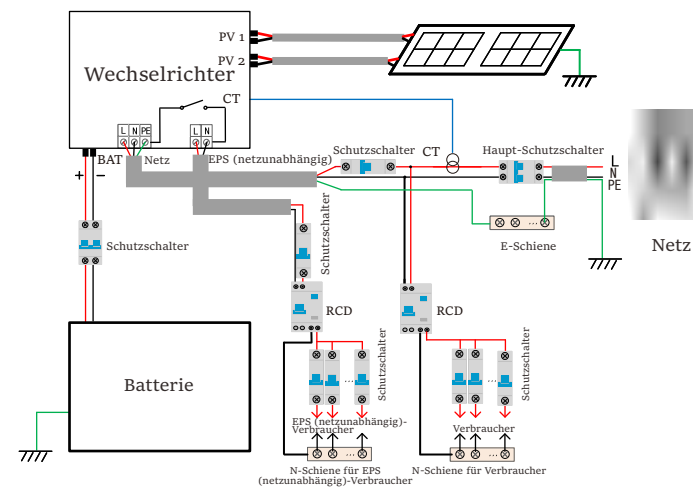 PV 1
PV 2
Wechselrichter
CT
L N PE
L N
BAT
Netz
EPS (netzunabhängig)
+
−
Schutzschalter
CT
Haupt-Schutzschalter
L
N
PE
E-Schiene
Netz
Schutzschalter
Schutzschalter
RCD
RCD
Batterie
Schutzschalter
Schutzschalter
...
...
EPS (netzunabhängig)-
Verbraucher
Verbraucher
...
...
...
N-Schiene für EPS
(netzunabhängig)-Verbraucher
N-Schiene für Verbraucher